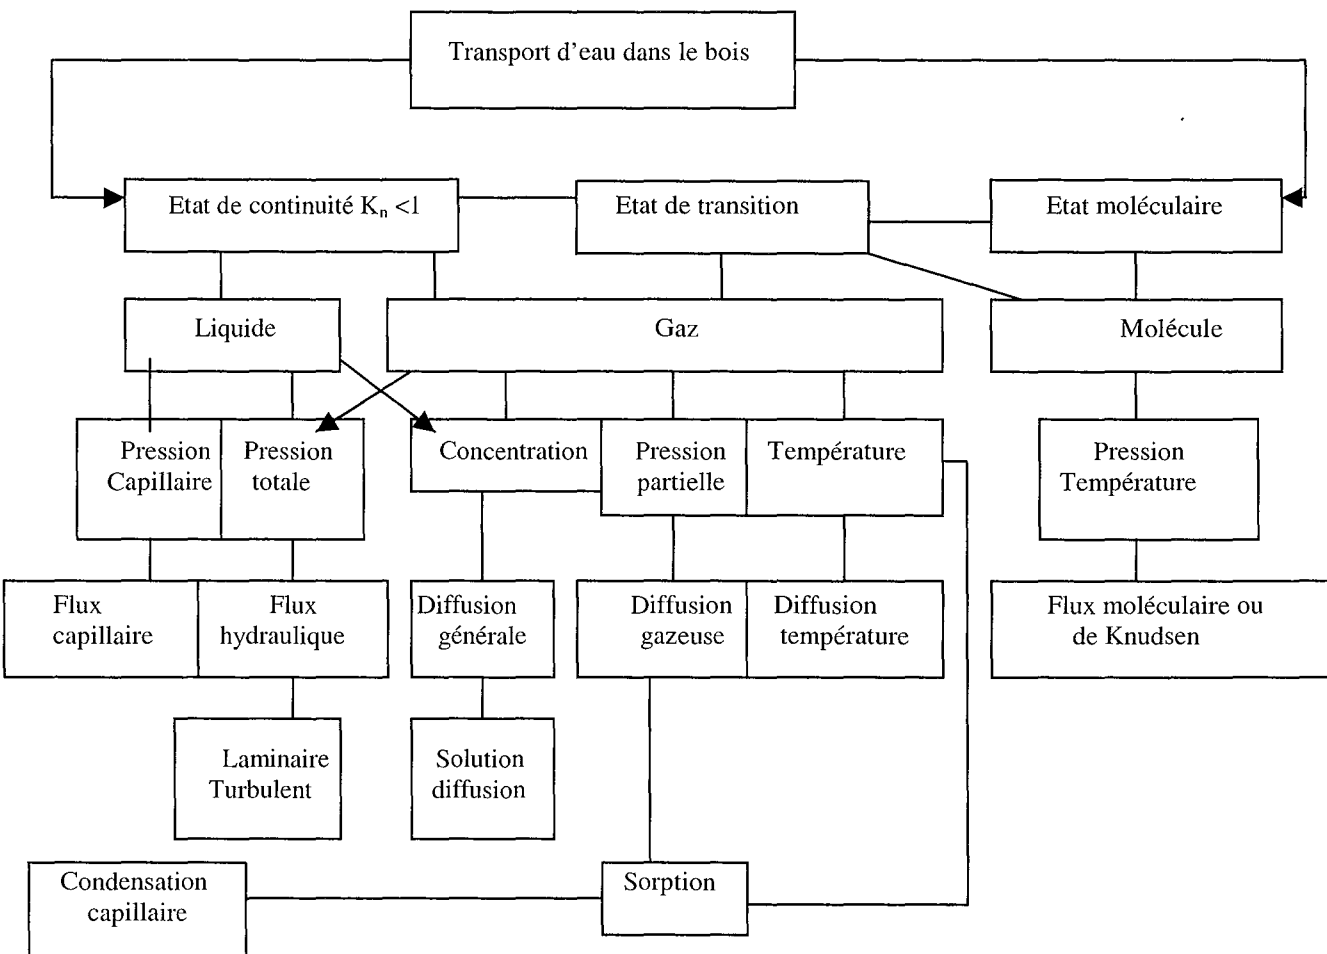 Transport d'eau dans le bois
Etat de continuité Kn <1
Etat de transition
Etat moléculaire
Liquide
Gaz
Molécule
Pression
Capillaire
Pression
totale
Concentration
Pression
partielle
Température
Pression
Température
Flux
capillaire
Flux
hydraulique
Diffusion
générale
Diffusion
gazeuse
Diffusion
température
Flux moléculaire ou
de Knudsen
Laminaire
Turbulent
Solution
diffusion
Condensation
capillaire
Sorption